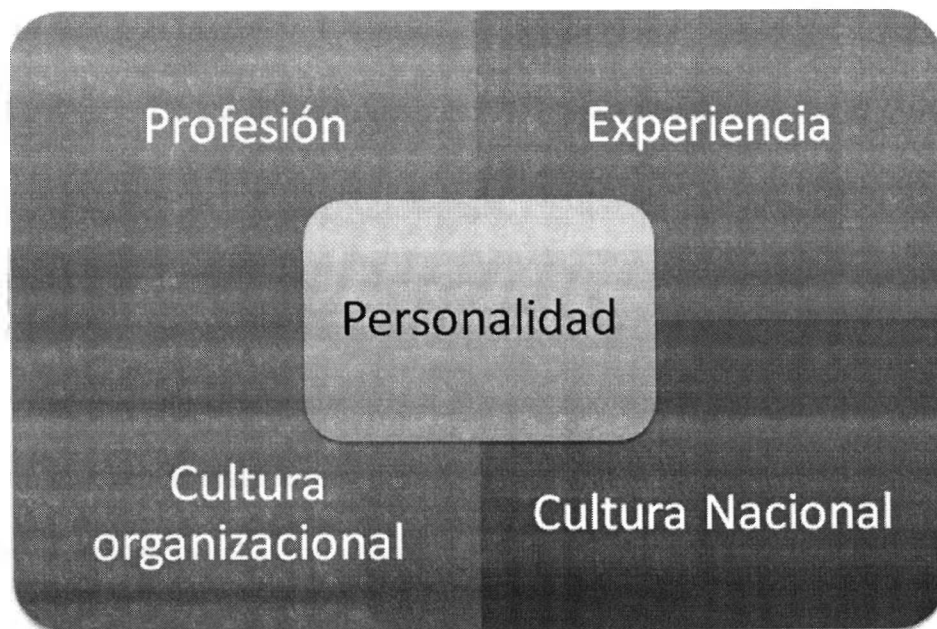 Profesión
Experiencia
Personalidad
Cultura
organizacional
Cultura Nacional